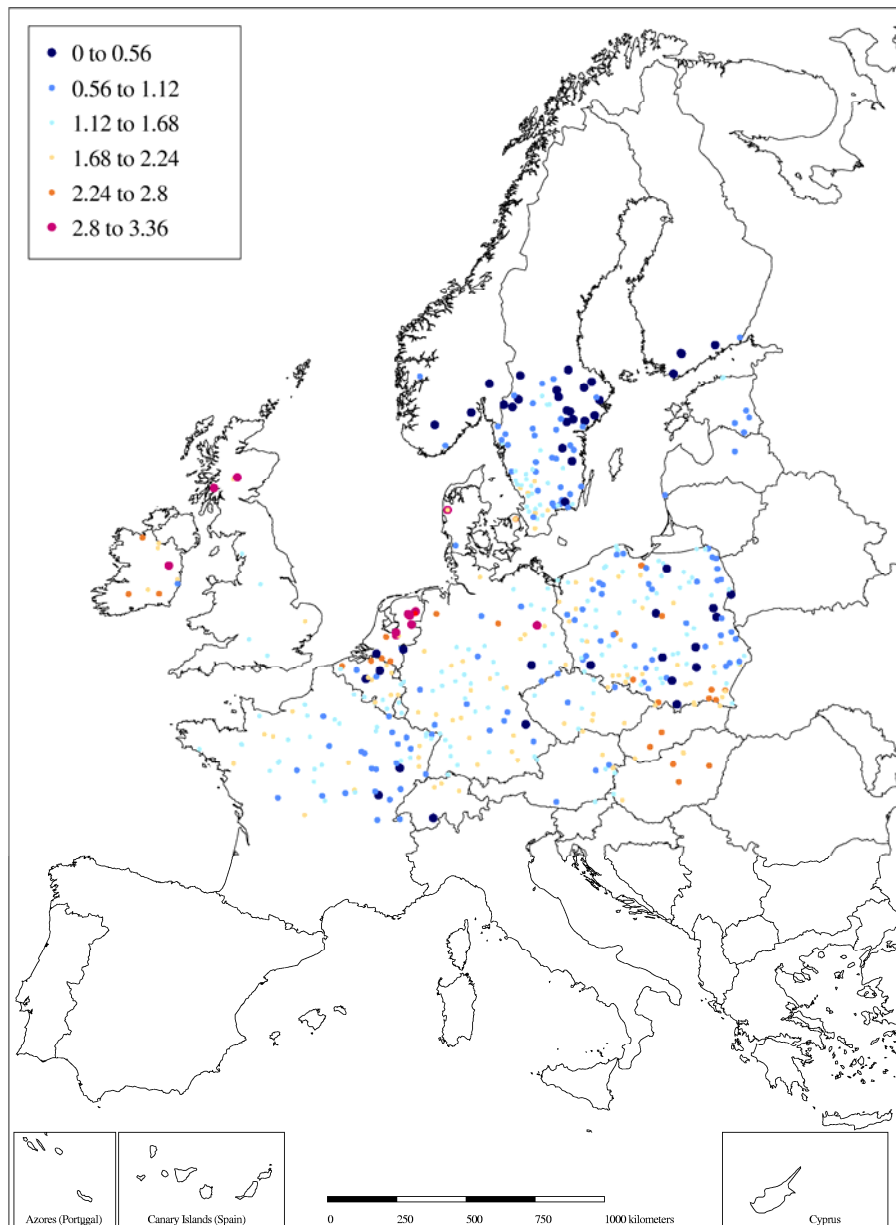 0 to 0.56
0.56 to 1.12
1.12 to 1.68
1.68 to 2.24
2.24 to 2.8
2.8 to 3.36
Azores (Portugal)
Canary Islands (Spain)
0 250 500 750 1000 kilometers
Cyprus